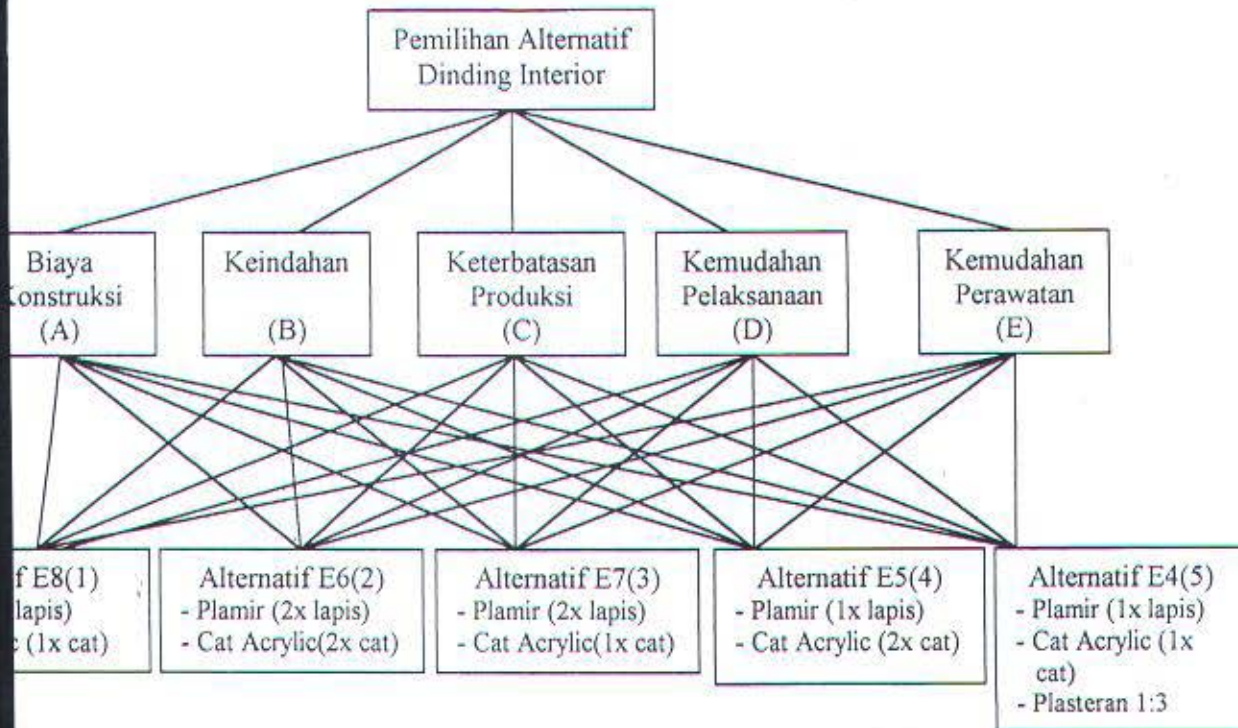 Pemilihan Alternatif
Dinding Interior
Biaya
Konstruksi
(A)
Keindahan
(B)
Keterbatasan
Produksi
(C)
Kemudahan
Pelaksanaan
(D)
Kemudahan
Perawatan
(E)
f E8(1)
lapis)
c (1x cat)
Alternatif E6(2)
- Plamir (2x lapis)
- Cat Acrylic(2x cat)
Alternatif E7(3)
- Plamir (2x lapis)
- Cat Acrylic(1x cat)
Alternatif E5(4)
- Plamir (1x lapis)
- Cat Acrylic (2x cat)
Alternatif E4(5)
- Plamir (1x lapis)
- Cat Acrylic (1x
cat)
- Plasteran 1:3